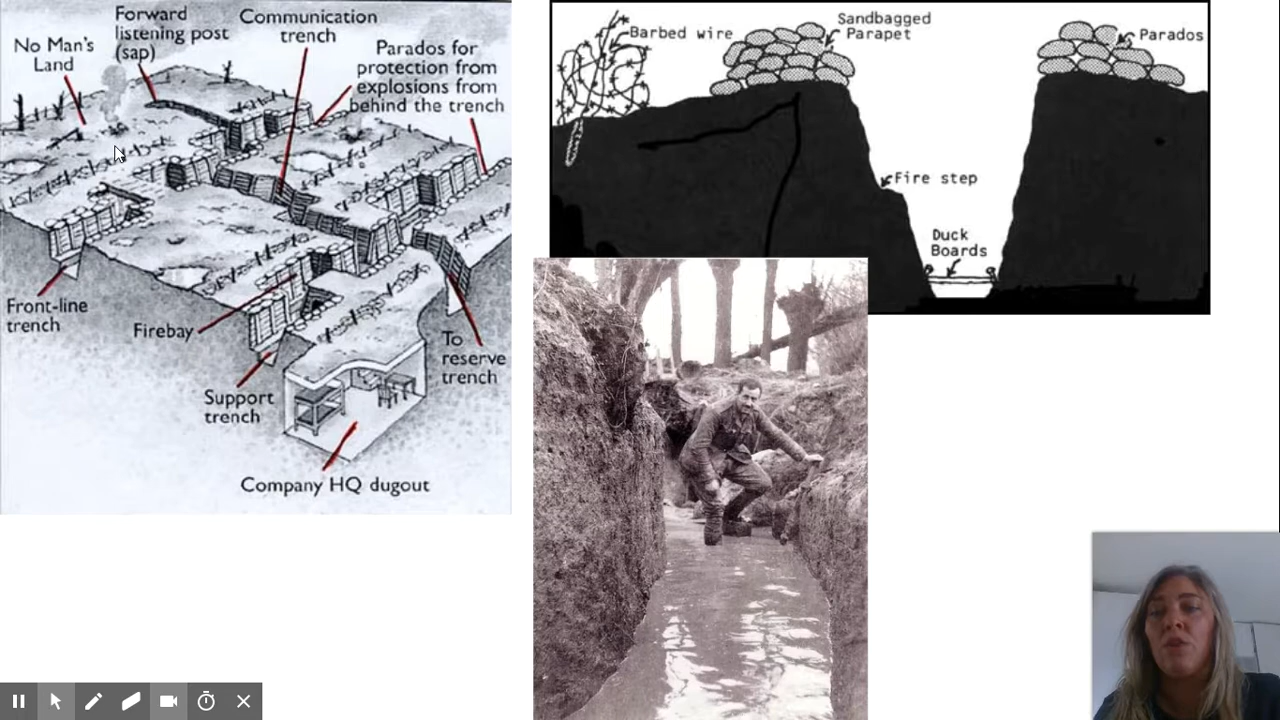 Forward
listening post
(sap)
Communication
trench
No Man's
Land
Parados for
protection from
explosions from
behind the trench
Front-line
trench
Firebay
To
reserve
trench
Support
trench
Company HQ dugout
Barbed wire
Sandbagged
Parapet
Parados
Fire step
Duck
Boards